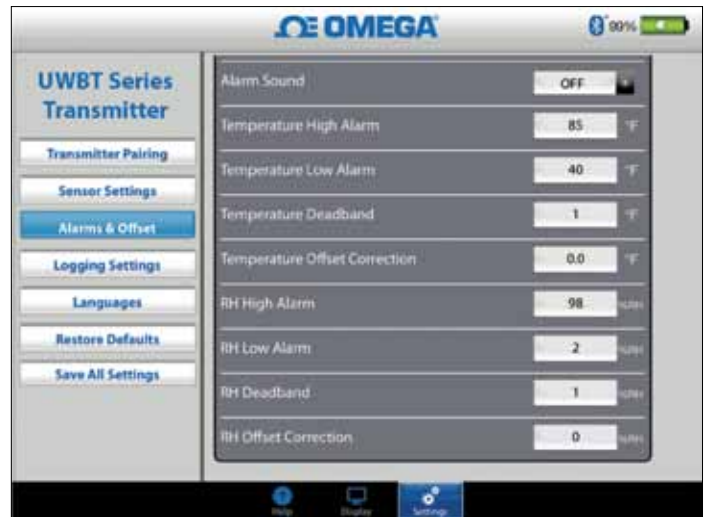 OMEGA
99%
UWBT Series
Transmitter
Transmitter Pairing
Sensor Settings
Alarms & Offset
Logging Settings
Languages
Restore Defaults
Save All Settings
Alarm Sound OFF
Temperature High Alarm 85 °F
Temperature Low Alarm 40 °F
Temperature Deadband 1 °F
Temperature Offset Correction 0.0 °F
RH High Alarm 98
RH Low Alarm 2
RH Deadband 1
RH Offset Correction 0
Help Display Settings